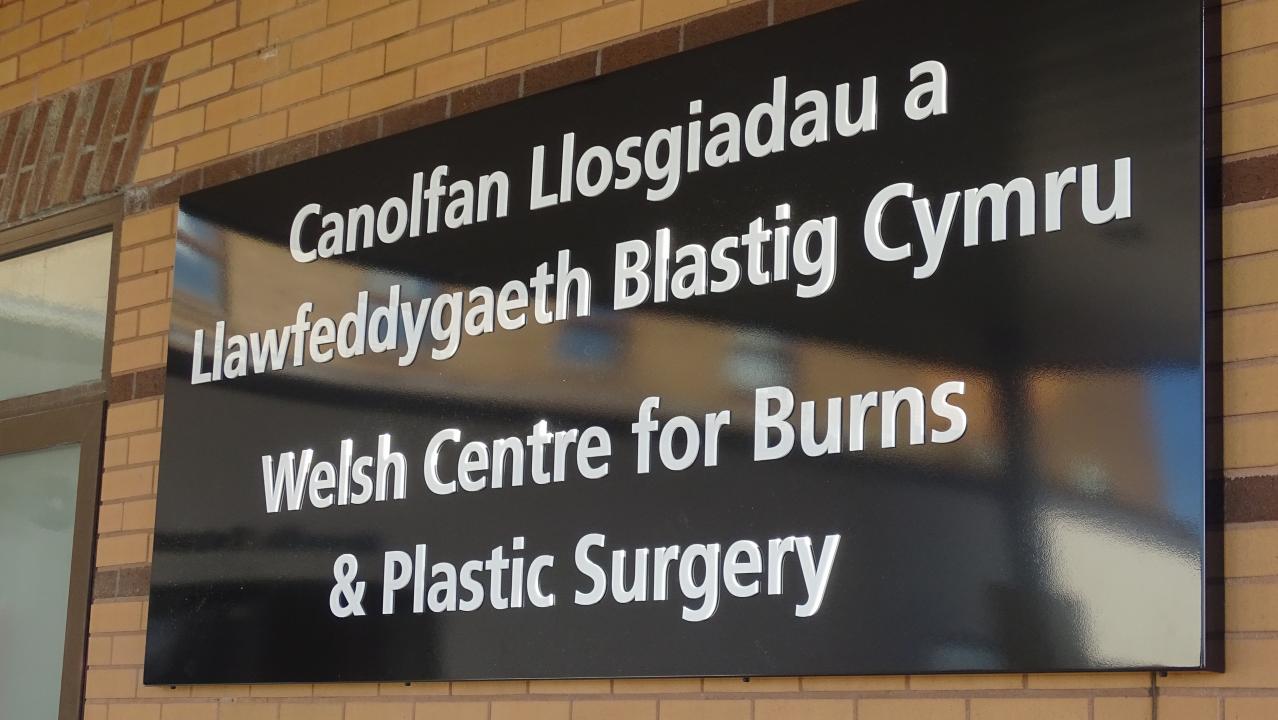 Canolfan Llosgiadau a
Llawfeddygaeth Blastig Cymru
Welsh Centre for Burns
& Plastic Surgery